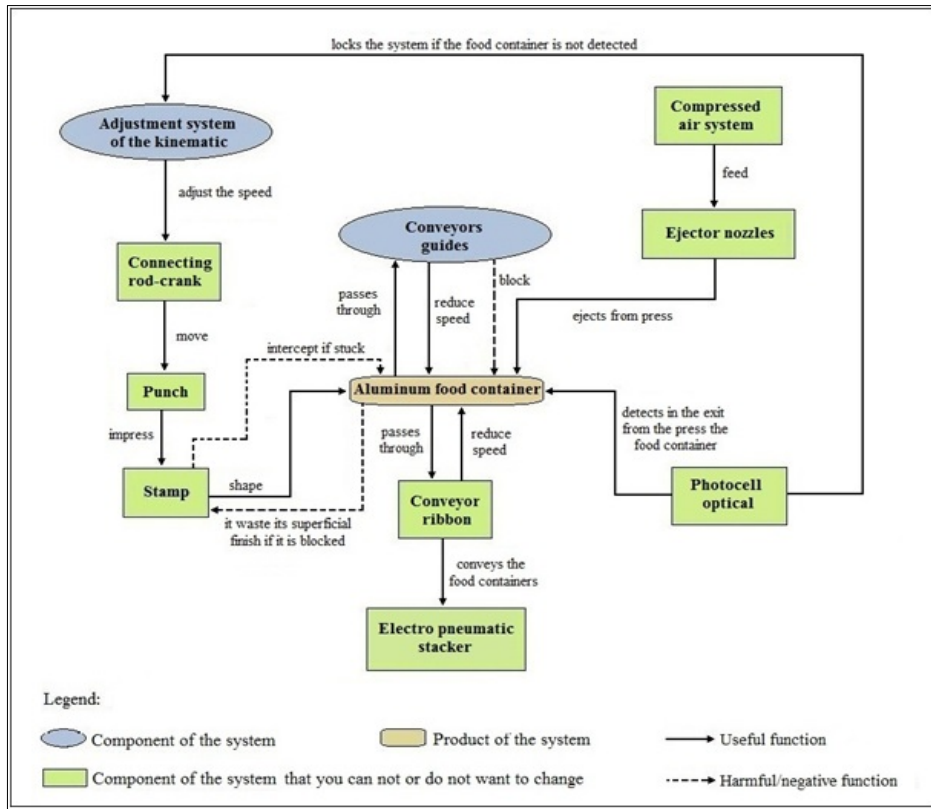 locks the system if the food container is not detected
Adjustment system
of the kinematic
Compressed
air system
adjust the speed
feed
Conveyors
guides
Ejector nozzles
Connecting
rod-crank
block
passes
through
reduce
speed
ejects from press
move
intercept if stuck
Aluminum food container
Punch
impress
passes
through
reduce
speed
detects in the exit
from the press the
food container
Stamp
shape
Conveyor
ribbon
Photocell
optical
it waste its superficial
finish if it is blocked
conveys the
food containers
Electro pneumatic
stacker
Legend:
Component of the system
Product of the system
Useful function
Component of the system that you can not or do not want to change
Harmful/negative function